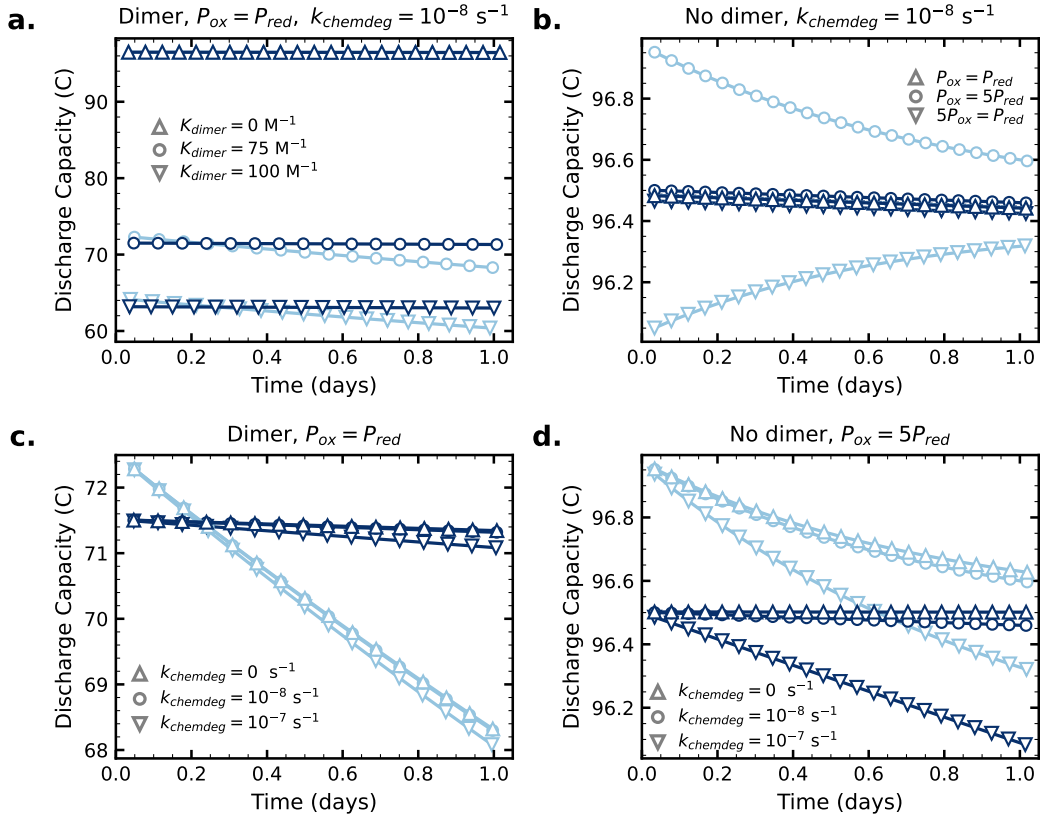 a.
Dimer, P_ox = P_red, k_chemdeg = 10⁻⁸ s⁻¹
Discharge Capacity (C)
90
80
70
60
K_dimer = 0 M⁻¹
K_dimer = 75 M⁻¹
K_dimer = 100 M⁻¹
0.0 0.2 0.4 0.6 0.8 1.0
Time (days)
b.
No dimer, k_chemdeg = 10⁻⁸ s⁻¹
Discharge Capacity (C)
96.8
96.6
96.4
96.2
P_ox = P_red
P_ox = 5P_red
5P_ox = P_red
0.0 0.2 0.4 0.6 0.8 1.0
Time (days)
c.
Dimer, P_ox = P_red
Discharge Capacity (C)
72
71
70
69
68
k_chemdeg = 0 s⁻¹
k_chemdeg = 10⁻⁸ s⁻¹
k_chemdeg = 10⁻⁷ s⁻¹
0.0 0.2 0.4 0.6 0.8 1.0
Time (days)
d.
No dimer, P_ox = 5P_red
Discharge Capacity (C)
96.8
96.6
96.4
96.2
k_chemdeg = 0 s⁻¹
k_chemdeg = 10⁻⁸ s⁻¹
k_chemdeg = 10⁻⁷ s⁻¹
0.0 0.2 0.4 0.6 0.8 1.0
Time (days)